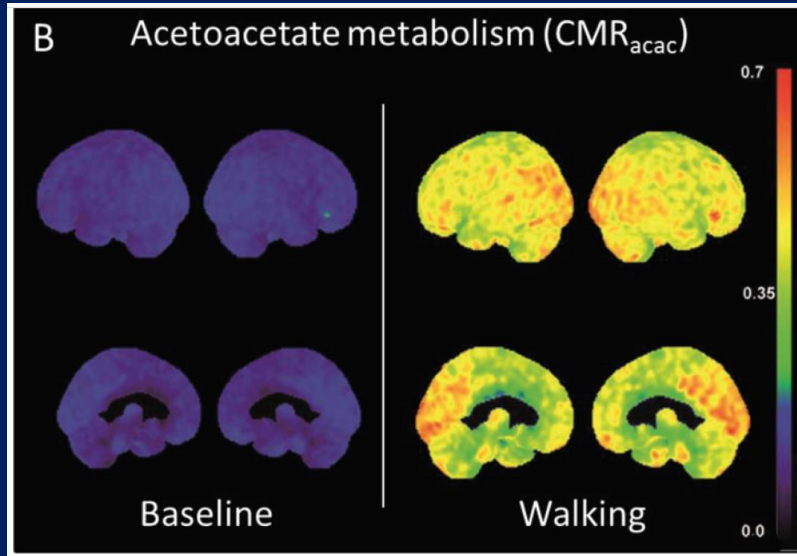 B Acetoacetate metabolism (CMRacac)
0.7
0.35
0.0
Baseline
Walking